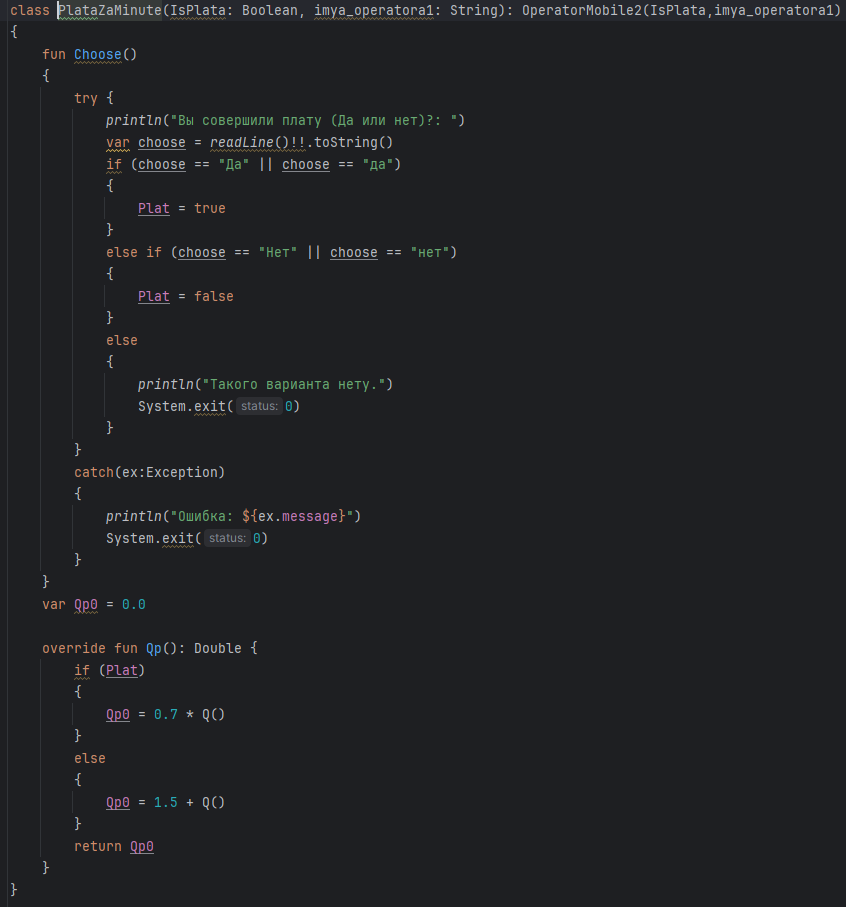 class PlataZaMinute(IsPlata: Boolean, imya_operatora1: String): OperatorMobile2(IsPlata,imya_operatora1)
{
    fun Choose()
    {
        try {
            println("Вы совершили плату (Да или нет)?: ")
            var choose = readLine()!!.toString()
            if (choose == "Да" || choose == "да")
            {
                Plat = true
            }
            else if (choose == "Нет" || choose == "нет")
            {
                Plat = false
            }
            else
            {
                println("Такого варианта нету.")
                System.exit( status: 0)
            }
        }
        catch(ex:Exception)
        {
            println("Ошибка: ${ex.message}")
            System.exit( status: 0)
        }
    }
    var Qp0 = 0.0

    override fun Qp(): Double {
        if (Plat)
        {
            Qp0 = 0.7 * Q()
        }
        else
        {
            Qp0 = 1.5 + Q()
        }
        return Qp0
    }
}